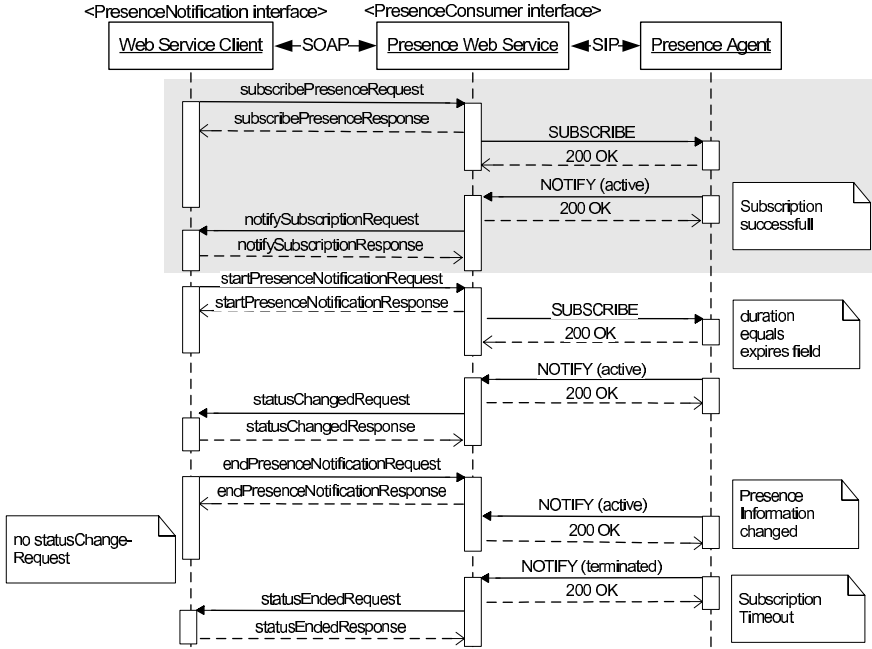 <PresenceNotification interface>
<PresenceConsumer interface>
Web Service Client
SOAP
Presence Web Service
SIP
Presence Agent
subscribePresenceRequest
subscribePresenceResponse
SUBSCRIBE
200 OK
NOTIFY (active)
200 OK
Subscription
successfull
notifySubscriptionRequest
notifySubscriptionResponse
startPresenceNotificationRequest
startPresenceNotificationResponse
SUBSCRIBE
200 OK
duration
equals
expires field
NOTIFY (active)
200 OK
statusChangedRequest
statusChangedResponse
endPresenceNotificationRequest
endPresenceNotificationResponse
NOTIFY (active)
200 OK
Presence
Information
changed
no statusChange-
Request
NOTIFY (terminated)
200 OK
Subscription
Timeout
statusEndedRequest
statusEndedResponse